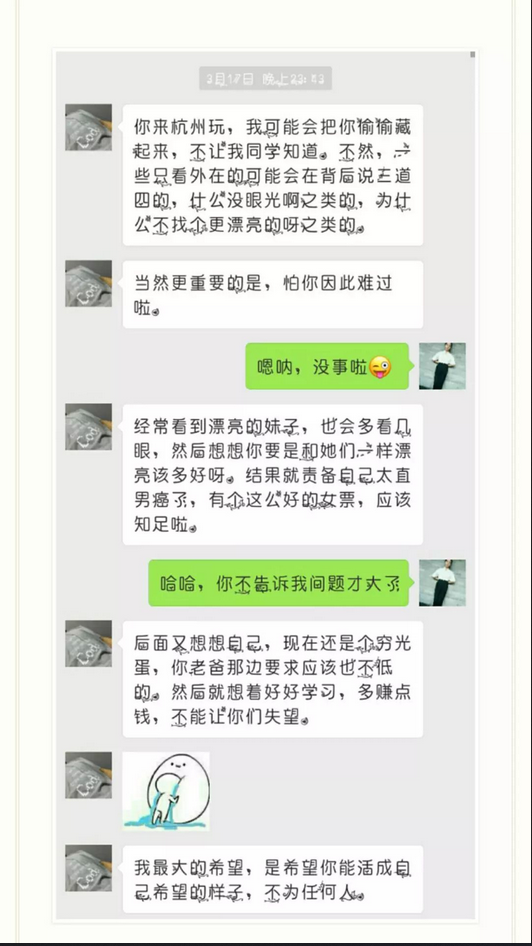 3月18日 晚上23:53
你来杭州玩，我可能会把你偷偷藏
起来，不让我同学知道。不然，一
些只看外在的可能会在背后说三道
四的，什么没眼光啊之类的，为什
么不找个更漂亮的呀之类的。
当然更重要的是，怕你因此难过
啦。
嗯呐，没事啦😜
经常看到漂亮的妹子，也会多看几
眼，然后想想你要是和她们一样漂
亮该多好呀。结果就责备自己太直
男癌了，有个这么好的女票，应该
知足啦。
哈哈，你不告诉我问题才大了
后面又想想自己，现在还是个穷光
蛋，你老爸那边要求应该也不低
的。然后就想着好好学习，多赚点
钱，不能让你们失望。
我最大的希望，是希望你能活成自
己希望的样子，不为任何人。